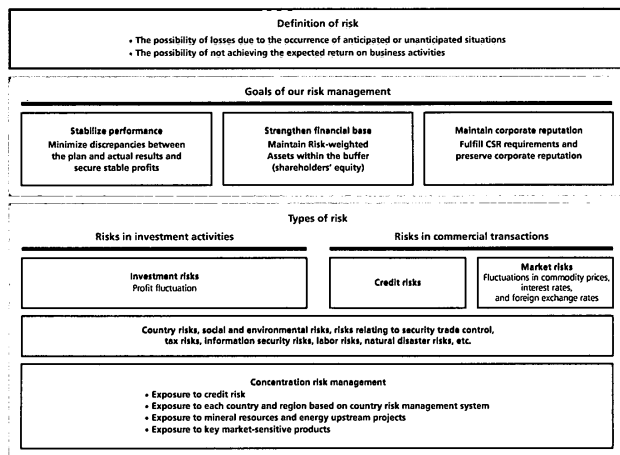 Definition of risk
• The possibility of losses due to the occurrence of anticipated or unanticipated situations
• The possibility of not achieving the expected return on business activities
Goals of our risk management
Stabilize performance
Minimize discrepancies between
the plan and actual results and
secure stable profits
Strengthen financial base
Maintain Risk-weighted
Assets within the buffer
(shareholders' equity)
Maintain corporate reputation
Fulfill CSR requirements and
preserve corporate reputation
Types of risk
Risks in investment activities
Risks in commercial transactions
Investment risks
Profit fluctuation
Credit risks
Market risks
Fluctuations in commodity prices,
interest rates,
and foreign exchange rates
Country risks, social and environmental risks, risks relating to security trade control,
tax risks, information security risks, labor risks, natural disaster risks, etc.
Concentration risk management
• Exposure to credit risk
• Exposure to each country and region based on country risk management system
• Exposure to mineral resources and energy upstream projects
• Exposure to key market-sensitive products